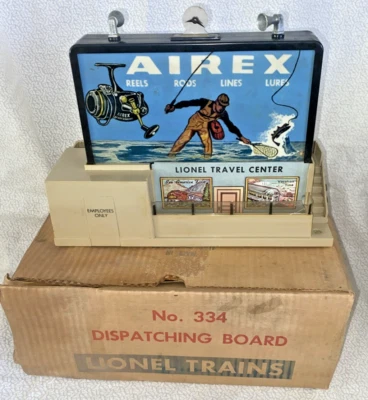 AIREX
REELS RODS LINES LURES
LIONEL TRAVEL CENTER
EMPLOYEES
ONLY
No. 334
DISPATCHING BOARD
LIONEL TRAINS